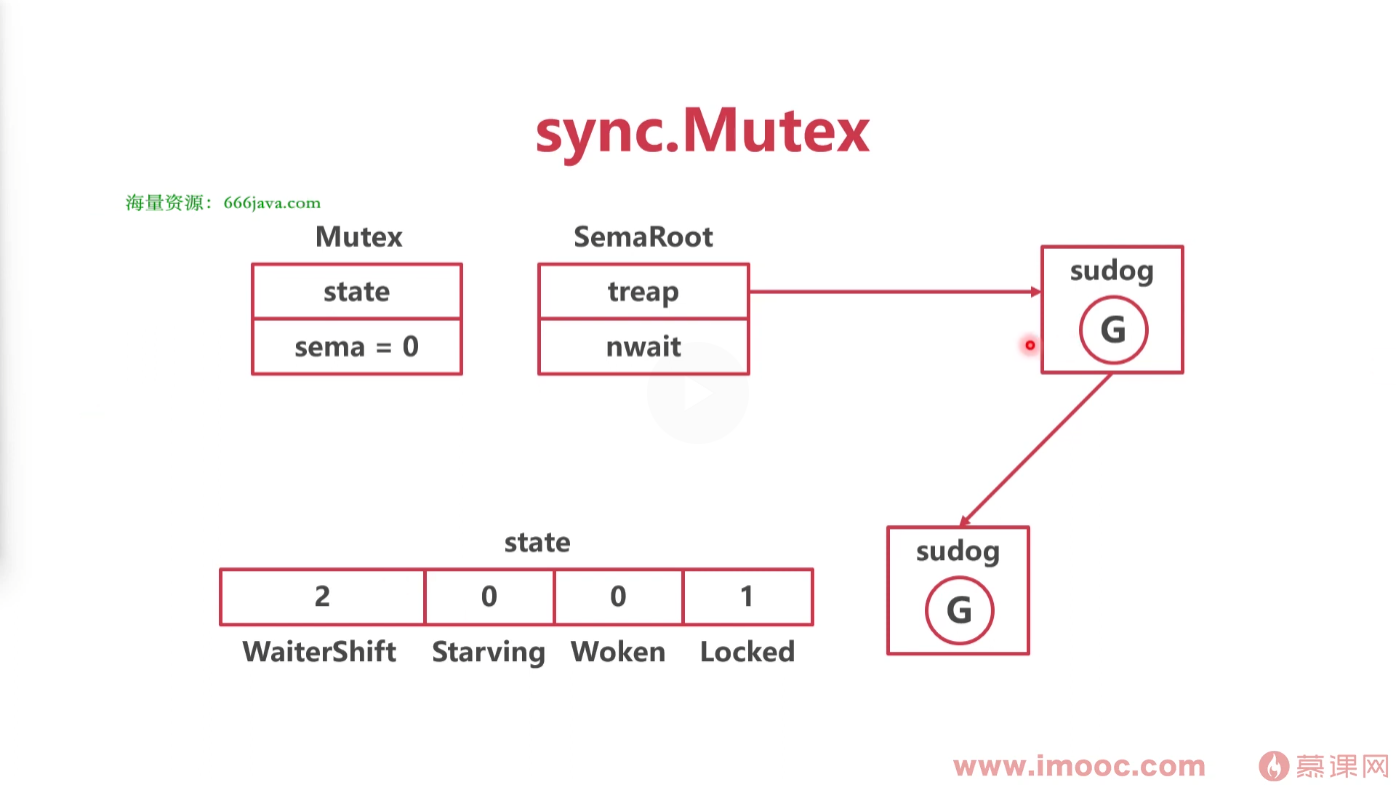 sync.Mutex
海量资源：666java.com
Mutex
SemaRoot
state
treap
sema = 0
nwait
sudog
G
state
2 0 0 1
WaiterShift Starving Woken Locked
sudog
G
www.imooc.com 慕课网